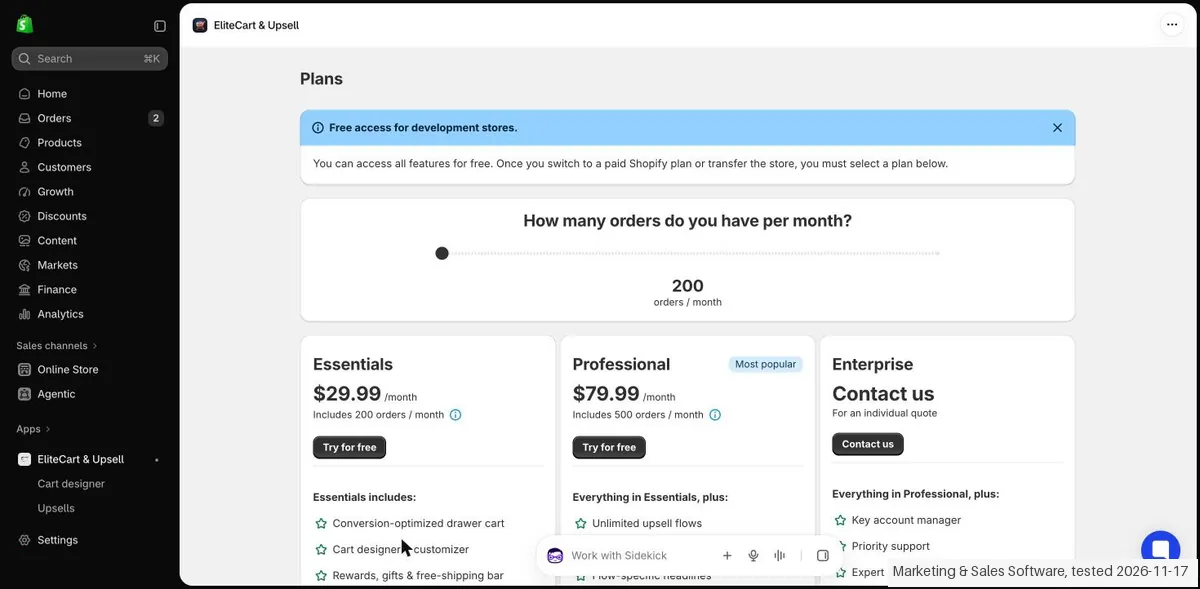 EliteCart & Upsell
Search ⌘K
Home
Orders 2
Products
Customers
Growth
Discounts
Content
Markets
Finance
Analytics
Sales channels >
Online Store
Agentic
Apps >
EliteCart & Upsell
Cart designer
Upsells
Settings
Plans
Free access for development stores.
You can access all features for free. Once you switch to a paid Shopify plan or transfer the store, you must select a plan below.
How many orders do you have per month?
200
orders / month
Essentials
$29.99 /month
Includes 200 orders / month
Try for free
Essentials includes:
Conversion-optimized drawer cart
Cart designer customizer
Rewards, gifts & free-shipping bar
Professional Most popular
$79.99 /month
Includes 500 orders / month
Try for free
Everything in Essentials, plus:
Unlimited upsell flows
Flow-specific headlines
Enterprise
Contact us
For an individual quote
Contact us
Everything in Professional, plus:
Key account manager
Priority support
Expert
Work with Sidekick
Marketing & Sales Software, tested 2026-11-17